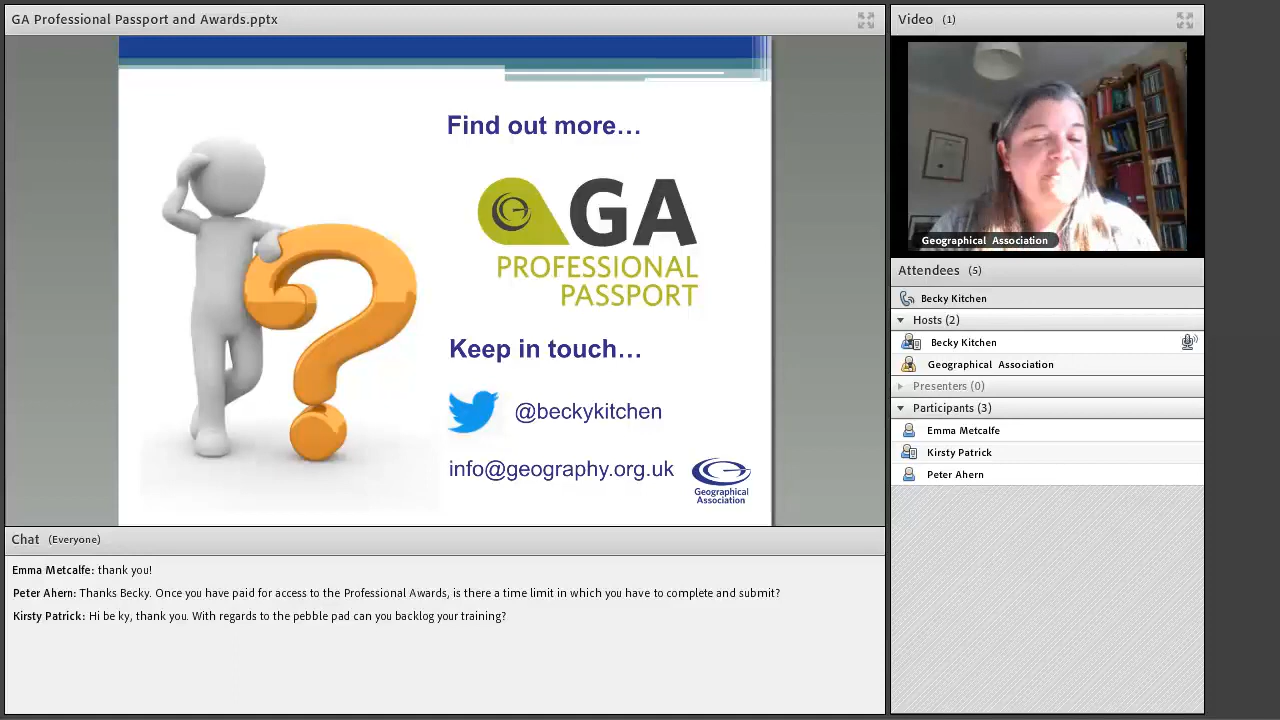 GA Professional Passport and Awards.pptx
Find out more…
GA
PROFESSIONAL
PASSPORT
Keep in touch…
@beckykitchen
info@geography.org.uk
Geographical
Association
Chat (Everyone)
Emma Metcalfe: thank you!
Peter Ahern: Thanks Becky. Once you have paid for access to the Professional Awards, is there a time limit in which you have to complete and submit?
Kirsty Patrick: Hi be ky, thank you. With regards to the pebble pad can you backlog your training?
Video (1)
Geographical Association
Attendees (5)
Becky Kitchen
Hosts (2)
Becky Kitchen
Geographical Association
Presenters (0)
Participants (3)
Emma Metcalfe
Kirsty Patrick
Peter Ahern